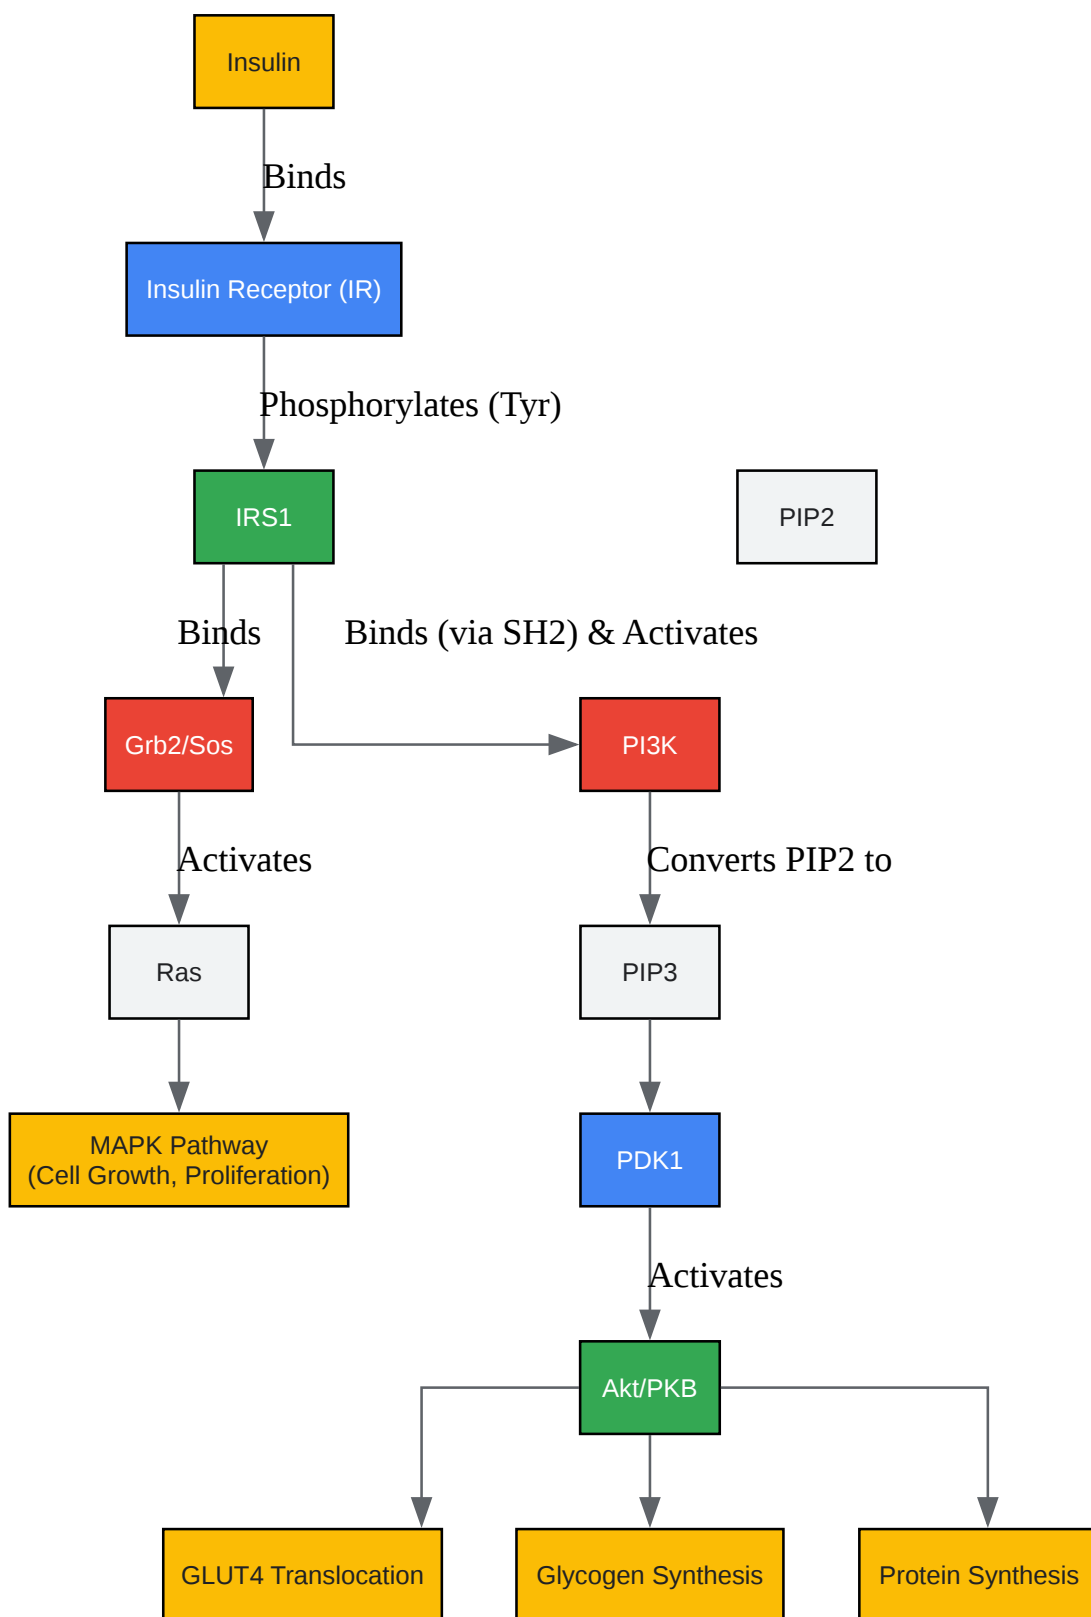 Insulin
Binds
Insulin Receptor (IR)
Phosphorylates (Tyr)
IRS1
PIP2
Binds
Binds (via SH2) & Activates
Grb2/Sos
PI3K
Activates
Converts PIP2 to
Ras
PIP3
MAPK Pathway
(Cell Growth, Proliferation)
PDK1
Activates
Akt/PKB
GLUT4 Translocation
Glycogen Synthesis
Protein Synthesis